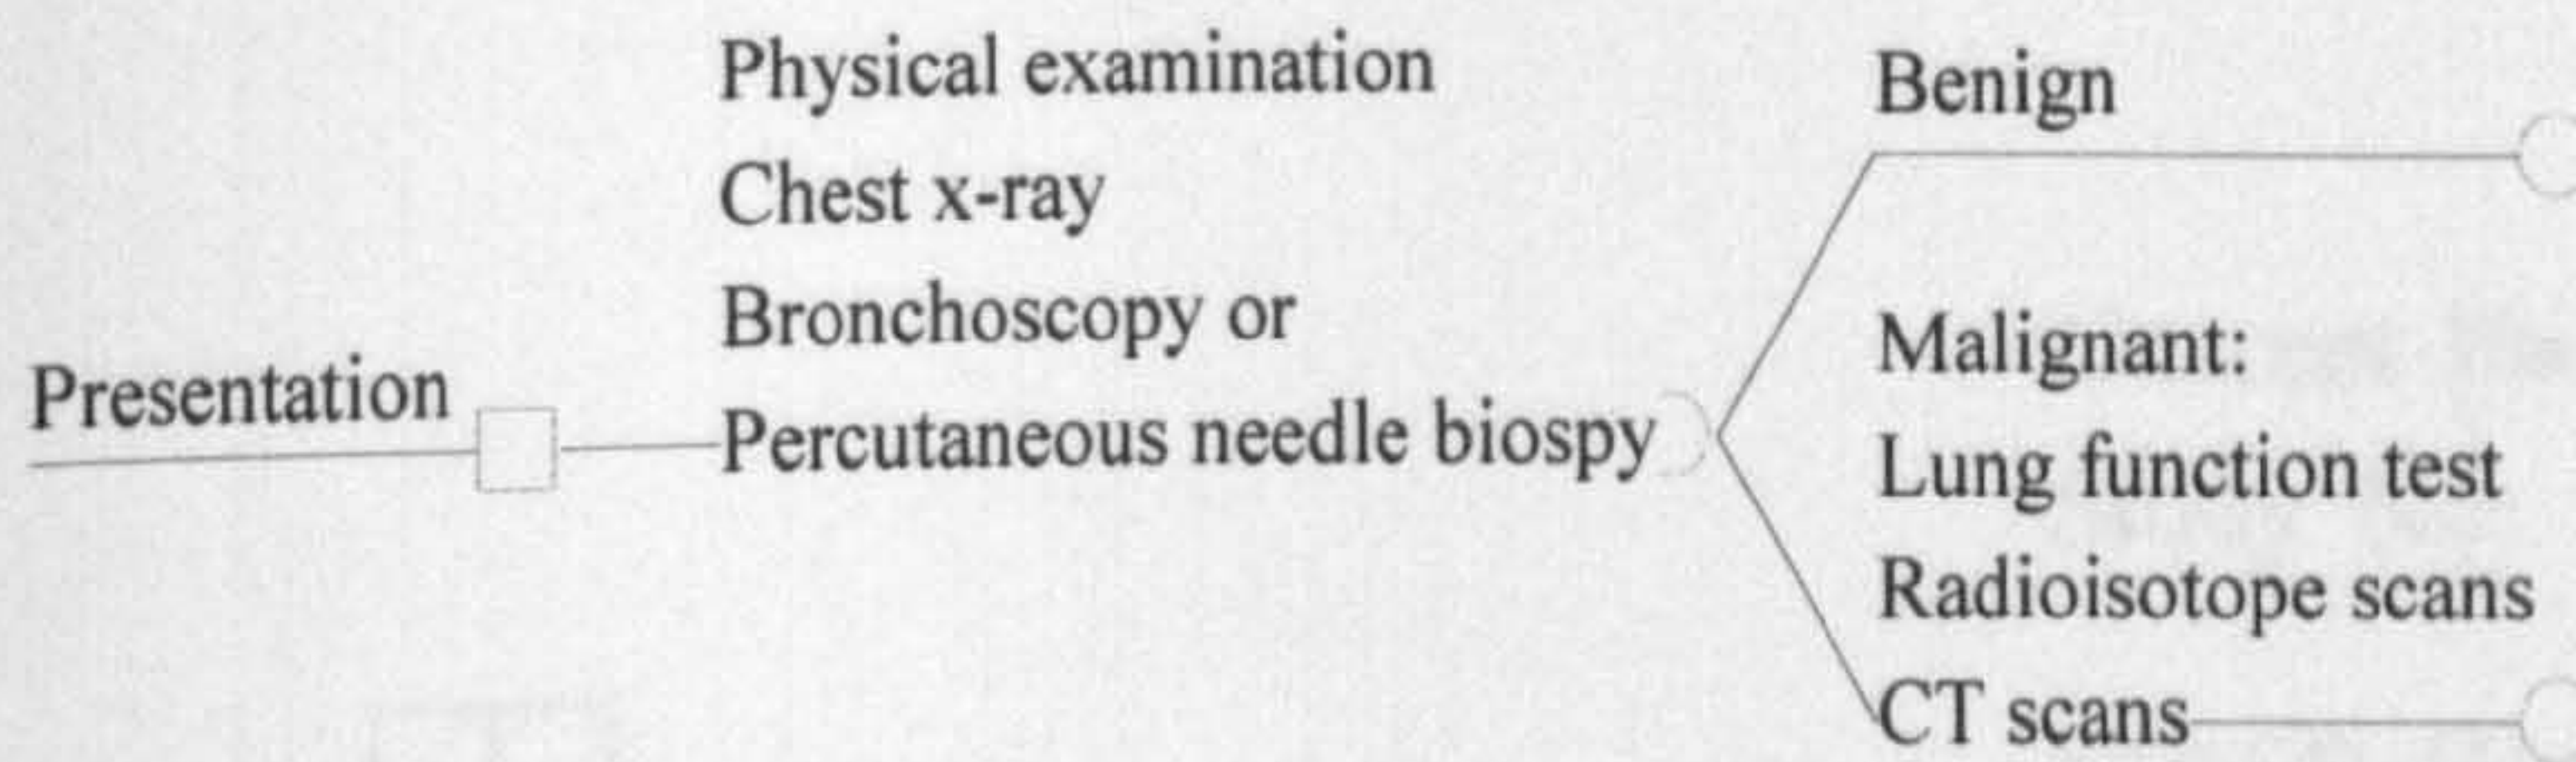 Presentation
Physical examination
Chest x-ray
Bronchoscopy or
Percutaneous needle biospy
Benign
Malignant:
Lung function test
Radioisotope scans
CT scans